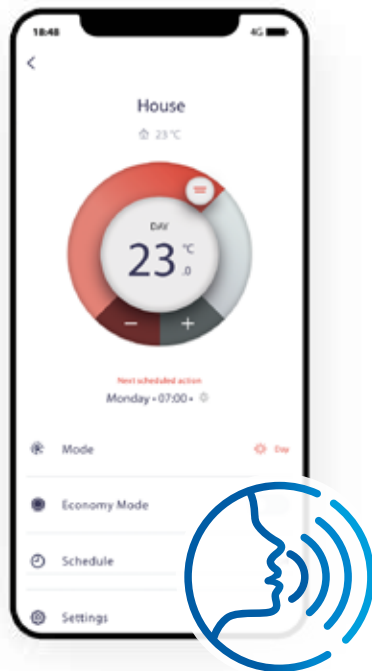 18:48 4G
House
23 °C
DAY
23 °C
.0
− +
Next scheduled action
Monday • 07:00 •
Mode Day
Economy Mode
Schedule
Settings